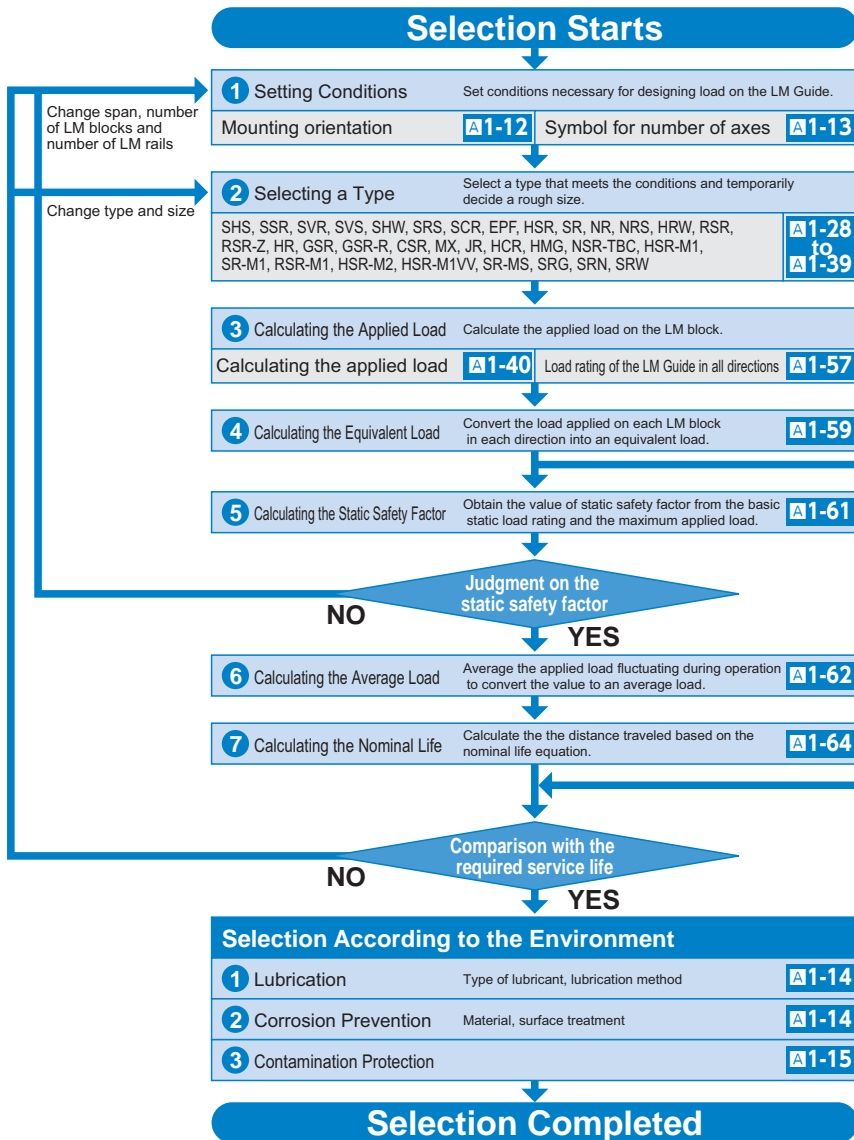 Selection Starts
1 Setting Conditions
Set conditions necessary for designing load on the LM Guide.
Change span, number
of LM blocks and
number of LM rails
Mounting orientation
A1-12
Symbol for number of axes
A1-13
2 Selecting a Type
Select a type that meets the conditions and temporarily
decide a rough size.
Change type and size
SHS, SSR, SVR, SVS, SHW, SRS, SCR, EPF, HSR, SR, NR, NRS, HRW, RSR,
RSR-Z, HR, GSR, GSR-R, CSR, MX, JR, HCR, HMG, NSR-TBC, HSR-M1,
SR-M1, RSR-M1, HSR-M2, HSR-M1VV, SR-MS, SRG, SRN, SRW
A1-28
to
A1-39
3 Calculating the Applied Load
Calculate the applied load on the LM block.
Calculating the applied load
A1-40
Load rating of the LM Guide in all directions
A1-57
4 Calculating the Equivalent Load
Convert the load applied on each LM block
in each direction into an equivalent load.
A1-59
5 Calculating the Static Safety Factor
Obtain the value of static safety factor from the basic
static load rating and the maximum applied load.
A1-61
Judgment on the
static safety factor
NO
YES
6 Calculating the Average Load
Average the applied load fluctuating during operation
to convert the value to an average load.
A1-62
7 Calculating the Nominal Life
Calculate the the distance traveled based on the
nominal life equation.
A1-64
Comparison with the
required service life
NO
YES
Selection According to the Environment
1 Lubrication
Type of lubricant, lubrication method
A1-14
2 Corrosion Prevention
Material, surface treatment
A1-14
3 Contamination Protection
A1-15
Selection Completed